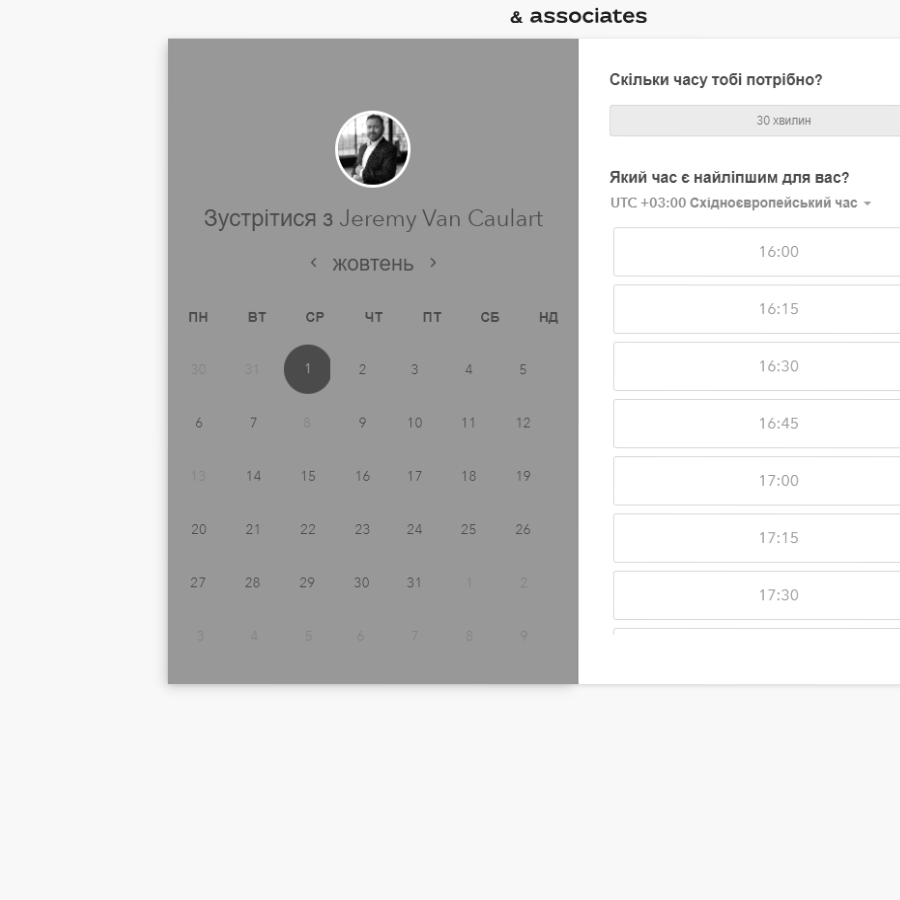 & associates
Зустрітися з Jeremy Van Caulart
жовтень
ПН ВТ СР ЧТ ПТ СБ НД
30 31 1 2 3 4 5
6 7 8 9 10 11 12
13 14 15 16 17 18 19
20 21 22 23 24 25 26
27 28 29 30 31 1 2
3 4 5 6 7 8 9
Скільки часу тобі потрібно?
30 хвилин
Який час є найліпшим для вас?
UTC +03:00 Східноєвропейський час
16:00
16:15
16:30
16:45
17:00
17:15
17:30